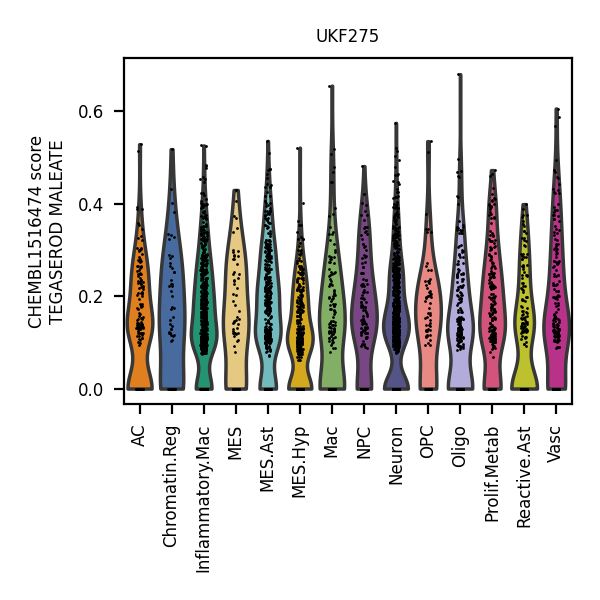 UKF275
CHEMBL1516474 score
TEGASEROD MALEATE
0.6
0.4
0.2
0.0
AC
Chromatin.Reg
Inflammatory.Mac
MES
MES.Ast
MES.Hyp
Mac
NPC
Neuron
OPC
Oligo
Prolif.Metab
Reactive.Ast
Vasc